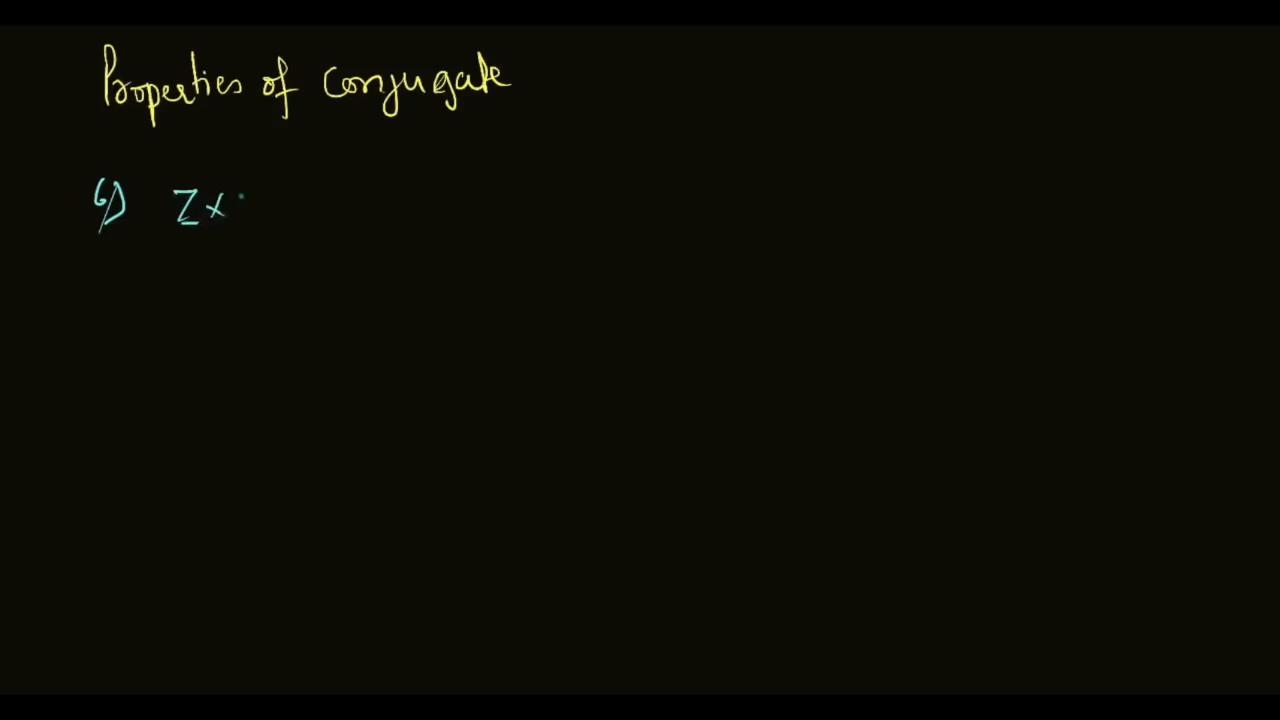 Properties of Conjugate
6) Z ×